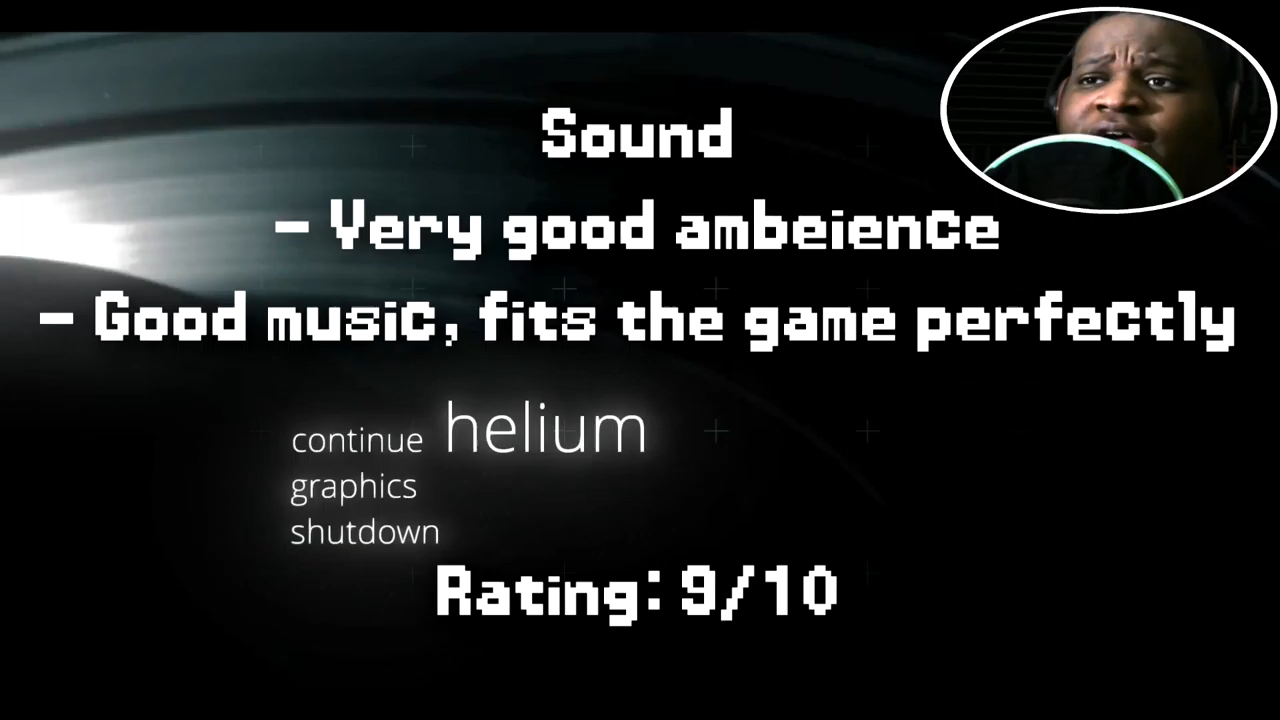 Sound
- Very good ambeience
- Good music, fits the game perfectly
continue helium
graphics
shutdown
Rating: 9/10